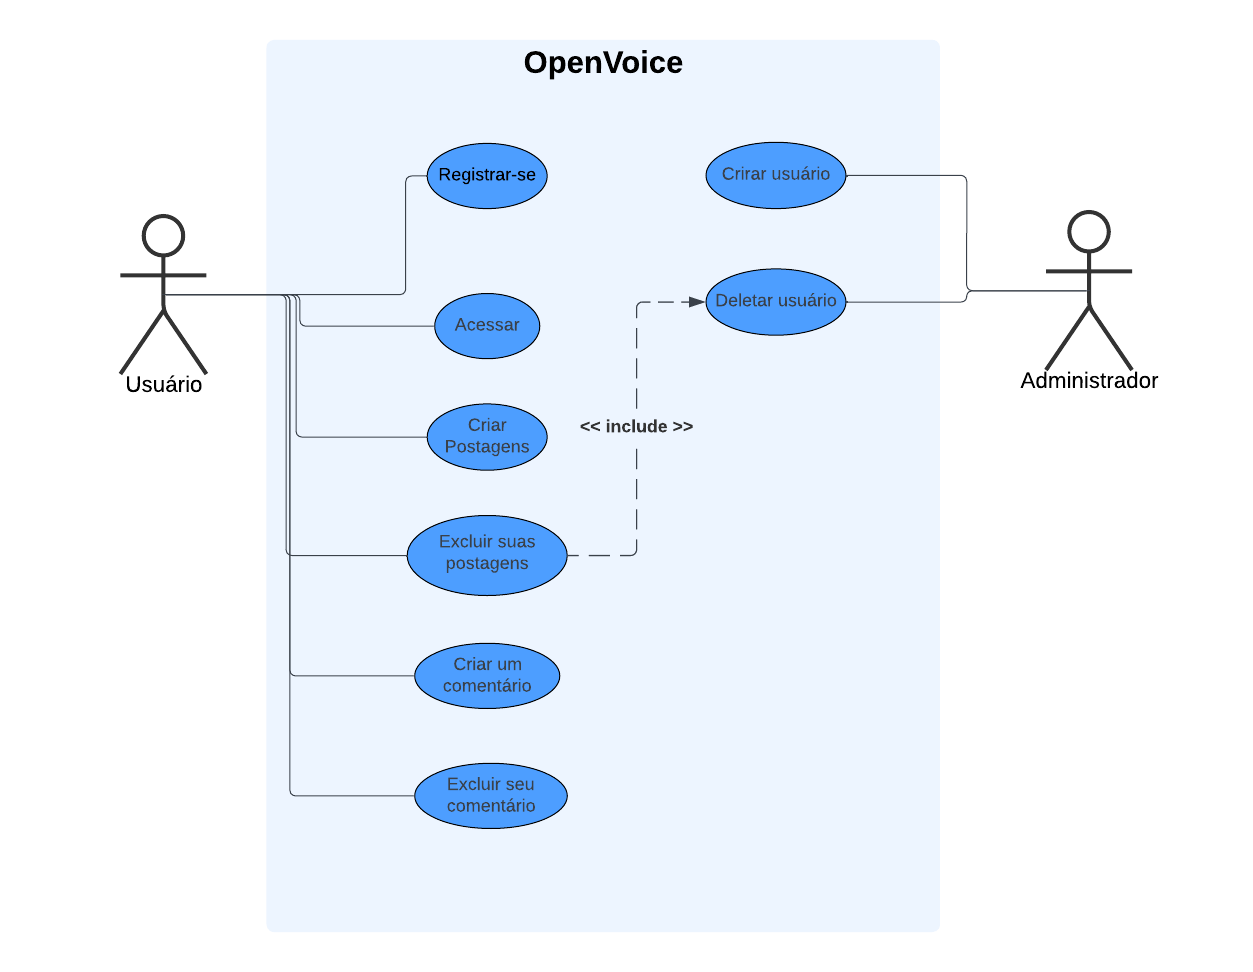 OpenVoice
Registrar-se
Crirar usuário
Deletar usuário
Acessar
Usuário
Administrador
Criar
Postagens
<< include >>
Excluir suas
postagens
Criar um
comentário
Excluir seu
comentário